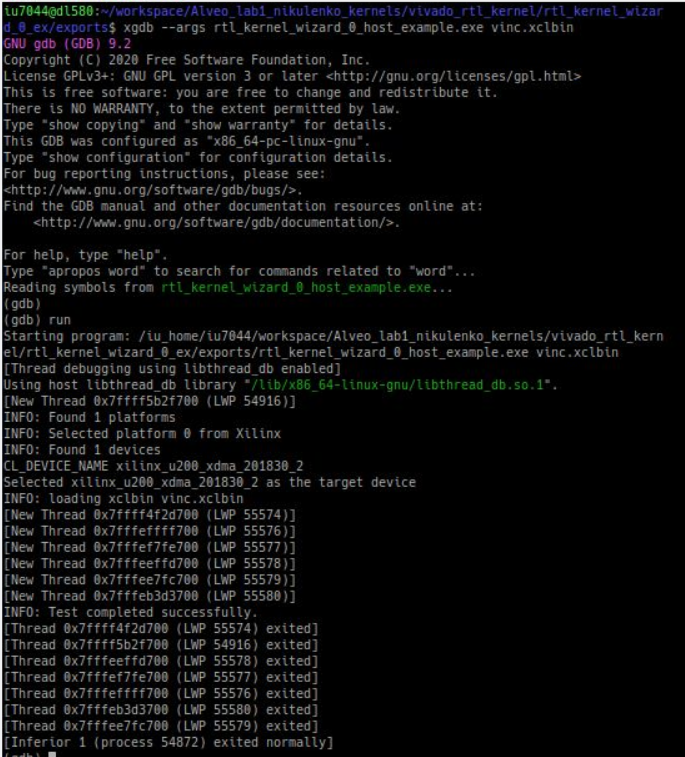 iu7044@dl580:~/workspace/Alveo_lab1_nikulenko_kernels/vivado_rtl_kernel/rtl_kernel_wizar
d_0_ex/exports$ xgdb --args rtl_kernel_wizard_0_host_example.exe vinc.xclbin
GNU gdb (GDB) 9.2
Copyright (C) 2020 Free Software Foundation, Inc.
License GPLv3+: GNU GPL version 3 or later <http://gnu.org/licenses/gpl.html>
This is free software: you are free to change and redistribute it.
There is NO WARRANTY, to the extent permitted by law.
Type "show copying" and "show warranty" for details.
This GDB was configured as "x86_64-pc-linux-gnu".
Type "show configuration" for configuration details.
For bug reporting instructions, please see:
<http://www.gnu.org/software/gdb/bugs/>.
Find the GDB manual and other documentation resources online at:
    <http://www.gnu.org/software/gdb/documentation/>.

For help, type "help".
Type "apropos word" to search for commands related to "word"...
Reading symbols from rtl_kernel_wizard_0_host_example.exe...
(gdb)
(gdb) run
Starting program: /iu_home/iu7044/workspace/Alveo_lab1_nikulenko_kernels/vivado_rtl_kern
el/rtl_kernel_wizard_0_ex/exports/rtl_kernel_wizard_0_host_example.exe vinc.xclbin
[Thread debugging using libthread_db enabled]
Using host libthread_db library "/lib/x86_64-linux-gnu/libthread_db.so.1".
[New Thread 0x7ffff5b2f700 (LWP 54916)]
INFO: Found 1 platforms
INFO: Selected platform 0 from Xilinx
INFO: Found 1 devices
CL_DEVICE_NAME xilinx_u200_xdma_201830_2
Selected xilinx_u200_xdma_201830_2 as the target device
INFO: loading xclbin vinc.xclbin
[New Thread 0x7ffff4f2d700 (LWP 55574)]
[New Thread 0x7fffeffff700 (LWP 55576)]
[New Thread 0x7fffef7fe700 (LWP 55577)]
[New Thread 0x7fffeeffd700 (LWP 55578)]
[New Thread 0x7fffee7fc700 (LWP 55579)]
[New Thread 0x7fffeb3d3700 (LWP 55580)]
INFO: Test completed successfully.
[Thread 0x7ffff4f2d700 (LWP 55574) exited]
[Thread 0x7ffff5b2f700 (LWP 54916) exited]
[Thread 0x7fffeeffd700 (LWP 55578) exited]
[Thread 0x7fffef7fe700 (LWP 55577) exited]
[Thread 0x7fffeffff700 (LWP 55576) exited]
[Thread 0x7fffeb3d3700 (LWP 55580) exited]
[Thread 0x7fffee7fc700 (LWP 55579) exited]
[Inferior 1 (process 54872) exited normally]
(gdb)